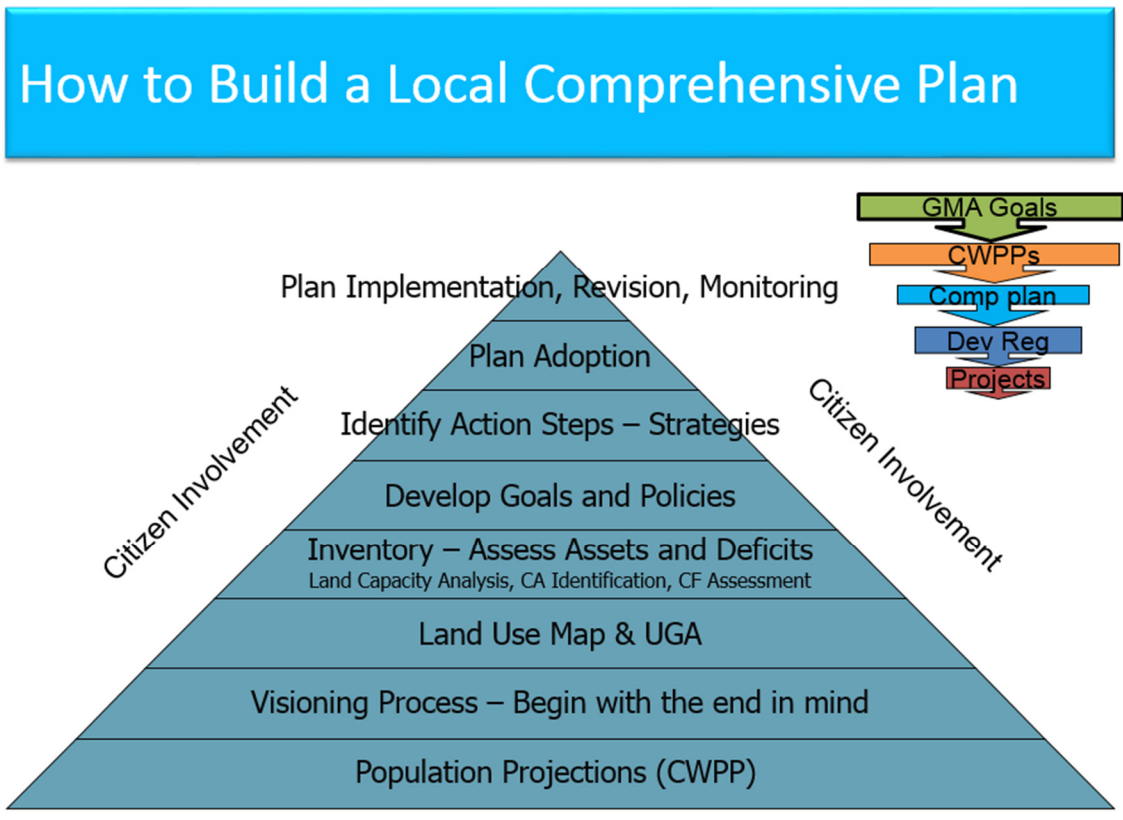 How to Build a Local Comprehensive Plan
GMA Goals
CWPPs
Comp plan
Dev Reg
Projects
Plan Implementation, Revision, Monitoring
Plan Adoption
Identify Action Steps – Strategies
Develop Goals and Policies
Inventory – Assess Assets and Deficits
Land Capacity Analysis, CA Identification, CF Assessment
Land Use Map & UGA
Visioning Process – Begin with the end in mind
Population Projections (CWPP)
Citizen Involvement
Citizen Involvement